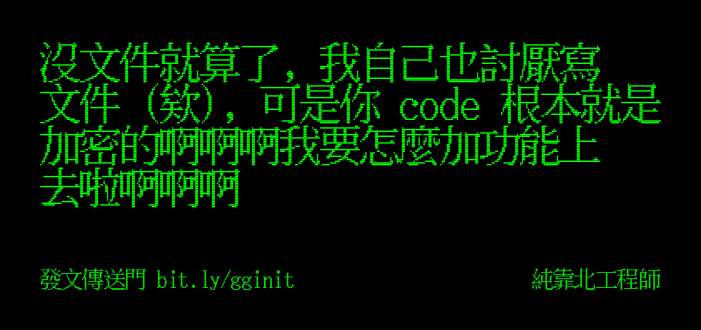 沒文件就算了，我自己也討厭寫
文件 (欸)，可是你 code 根本就是
加密的啊啊啊我要怎麼加功能上
去啦啊啊啊
發文傳送門 bit.ly/gginit
純靠北工程師